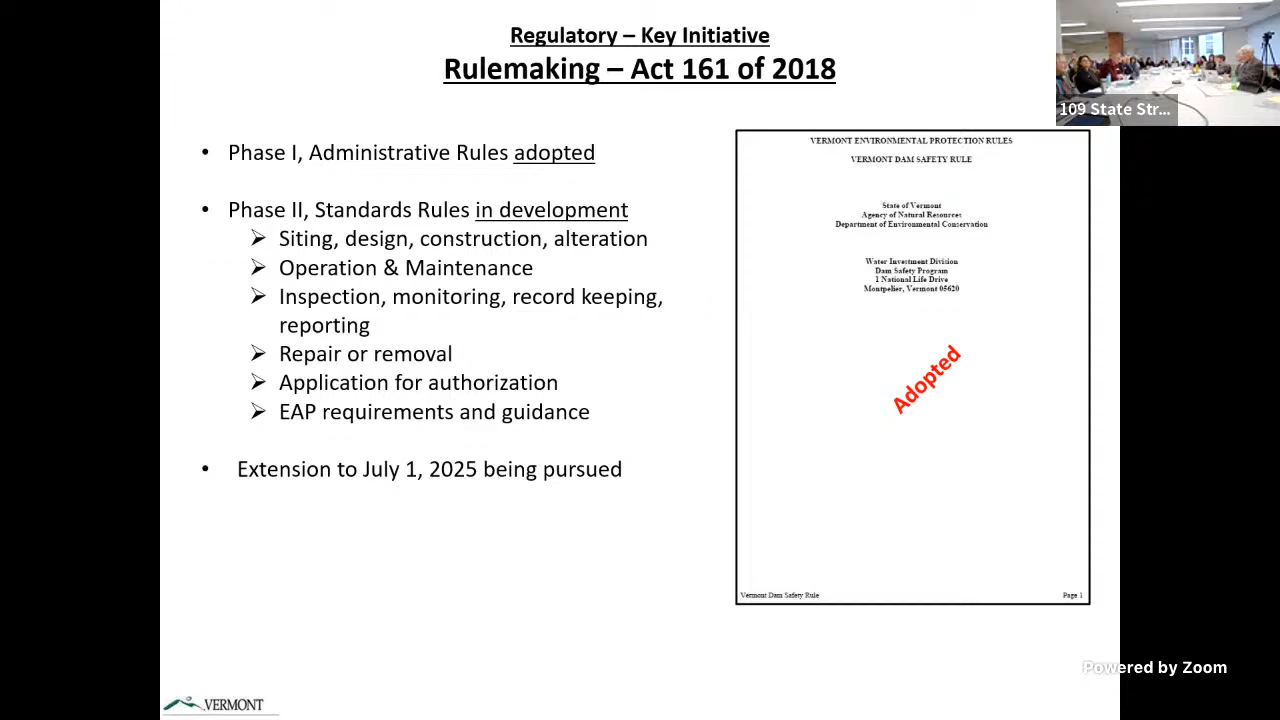 Regulatory – Key Initiative
Rulemaking – Act 161 of 2018
109 State Str...
• Phase I, Administrative Rules adopted
• Phase II, Standards Rules in development
➢ Siting, design, construction, alteration
➢ Operation & Maintenance
➢ Inspection, monitoring, record keeping,
reporting
➢ Repair or removal
➢ Application for authorization
➢ EAP requirements and guidance
• Extension to July 1, 2025 being pursued
VERMONT ENVIRONMENTAL PROTECTION RULES
VERMONT DAM SAFETY RULE
State of Vermont
Agency of Natural Resources
Department of Environmental Conservation
Water Investment Division
Dam Safety Program
1 National Life Drive
Montpelier, Vermont 05620
Adopted
Vermont Dam Safety Rule Page 1
Powered by Zoom
VERMONT